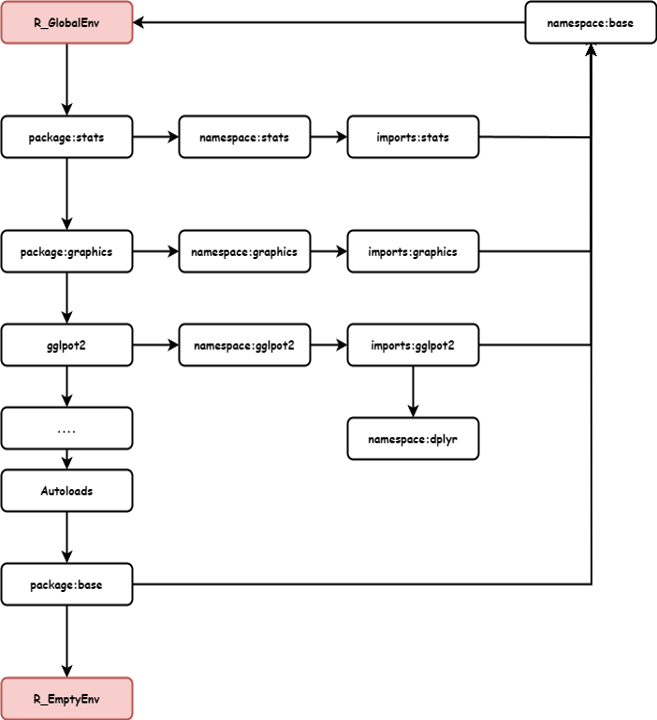 R_GlobalEnv
namespace:base
package:stats
namespace:stats
imports:stats
package:graphics
namespace:graphics
imports:graphics
gglpot2
namespace:gglpot2
imports:gglpot2
....
namespace:dplyr
Autoloads
package:base
R_EmptyEnv